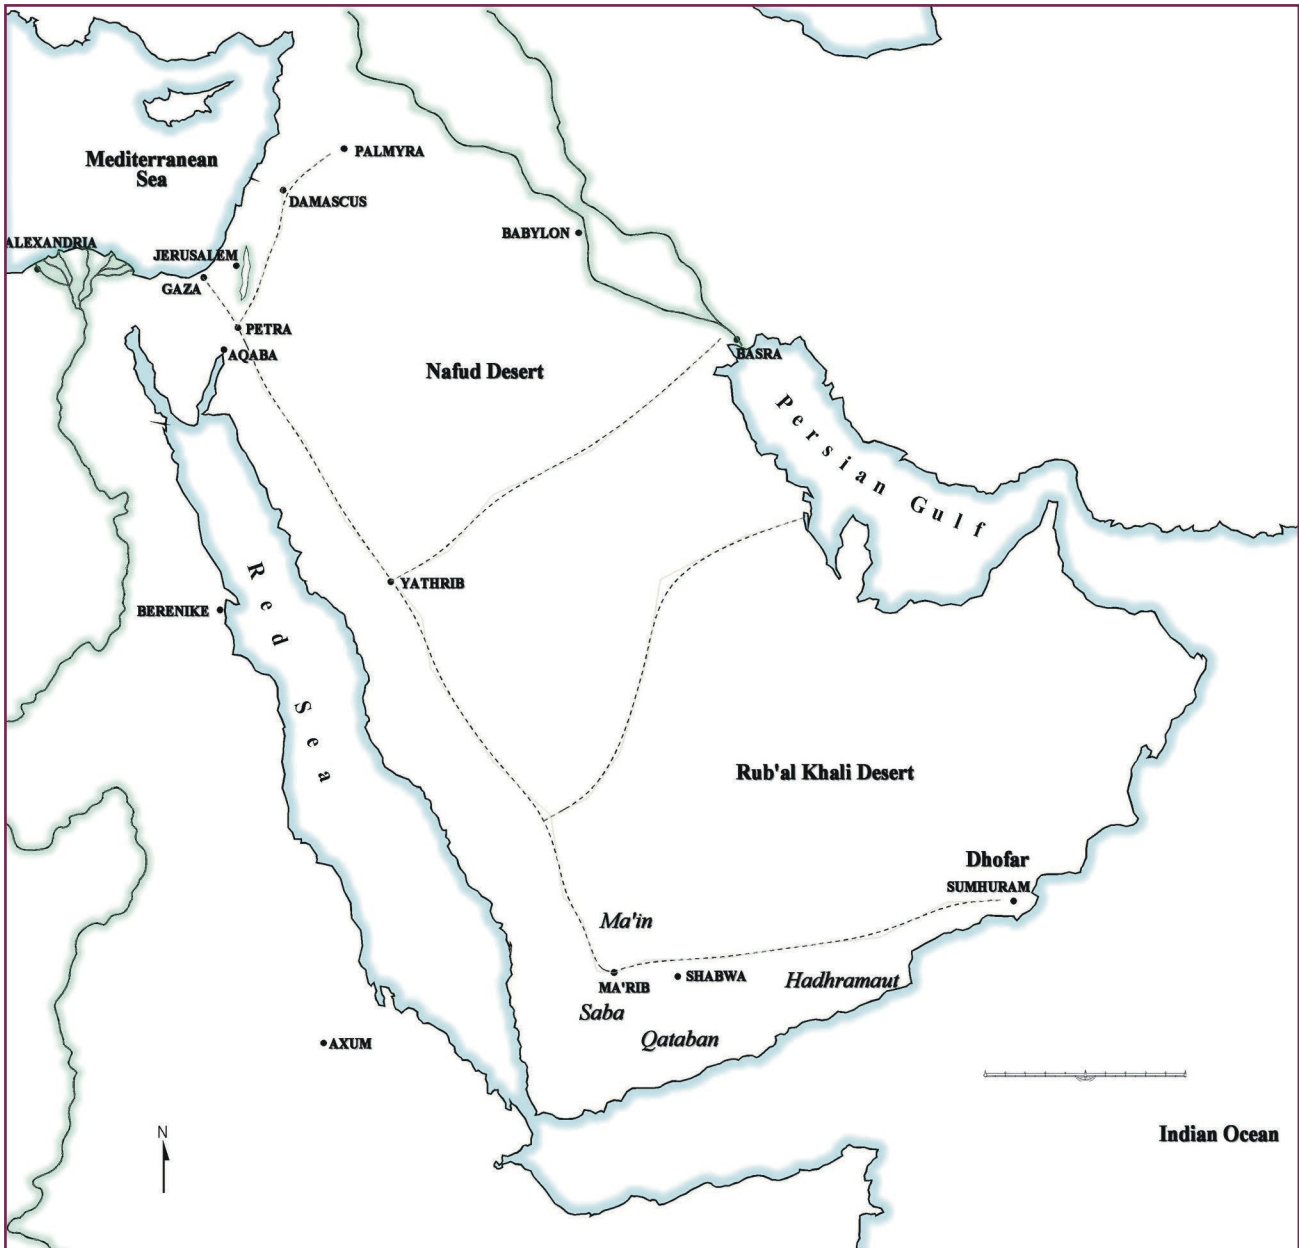 PALMYRA
Mediterranean
Sea
DAMASCUS
BABYLON
ALEXANDRIA
JERUSALEM
GAZA
PETRA
AQABA
BASRA
Nafud Desert
Persian Gulf
YATHRIB
BERENIKE
Red Sea
Rub'al Khali Desert
Dhofar
SUMHURAM
Ma'in
SHABWA
MA'RIB
Hadhramaut
Saba
Qataban
AXUM
N
Indian Ocean